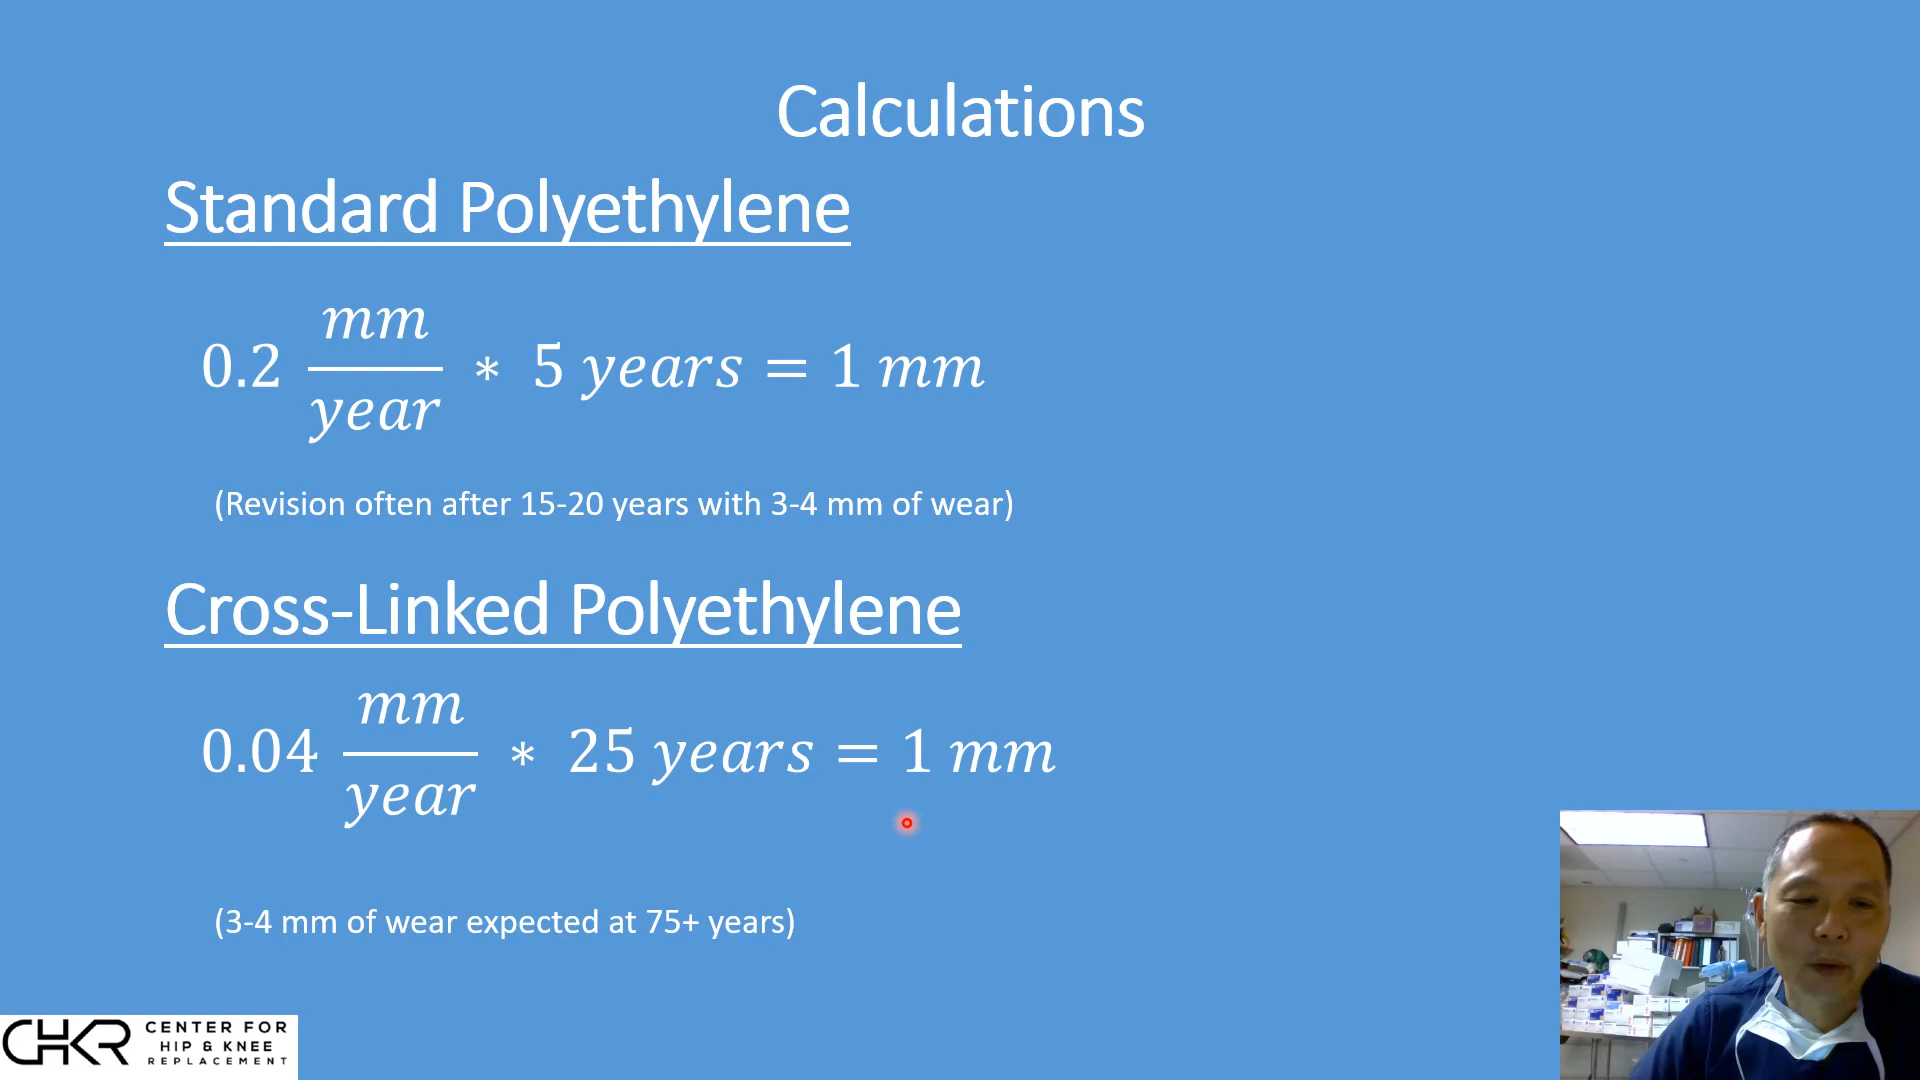 Calculations
Standard Polyethylene
0.2 mm/year * 5 years = 1 mm
(Revision often after 15-20 years with 3-4 mm of wear)
Cross-Linked Polyethylene
0.04 mm/year * 25 years = 1 mm
(3-4 mm of wear expected at 75+ years)
CHKR CENTER FOR
HIP & KNEE
REPLACEMENT